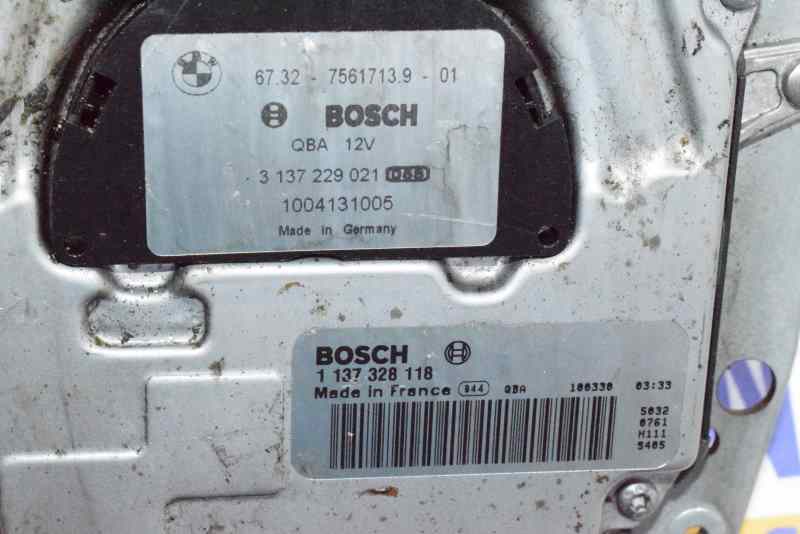 67.32 - 7561713.9 - 01
BOSCH
QBA 12V
3 137 229 021
1004131005
Made in Germany
BOSCH
1 137 328 118
Made in France 944 QBA 100330 03:33
5032
0761
H111
5405